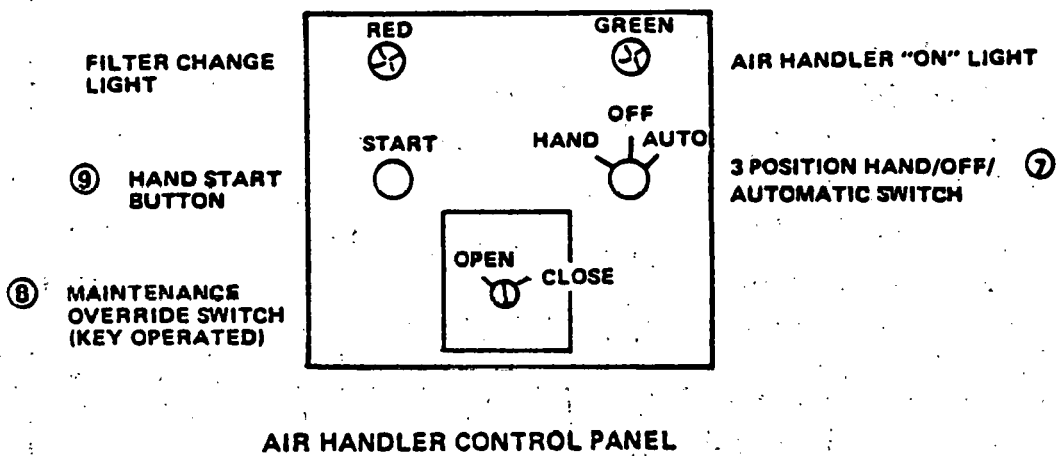 RED
GREEN
FILTER CHANGE
LIGHT
AIR HANDLER "ON" LIGHT
OFF
HAND
AUTO
START
⑨ HAND START
BUTTON
3 POSITION HAND/OFF/ ⑦
AUTOMATIC SWITCH
OPEN
CLOSE
⑧ MAINTENANCE
OVERRIDE SWITCH
(KEY OPERATED)
AIR HANDLER CONTROL PANEL